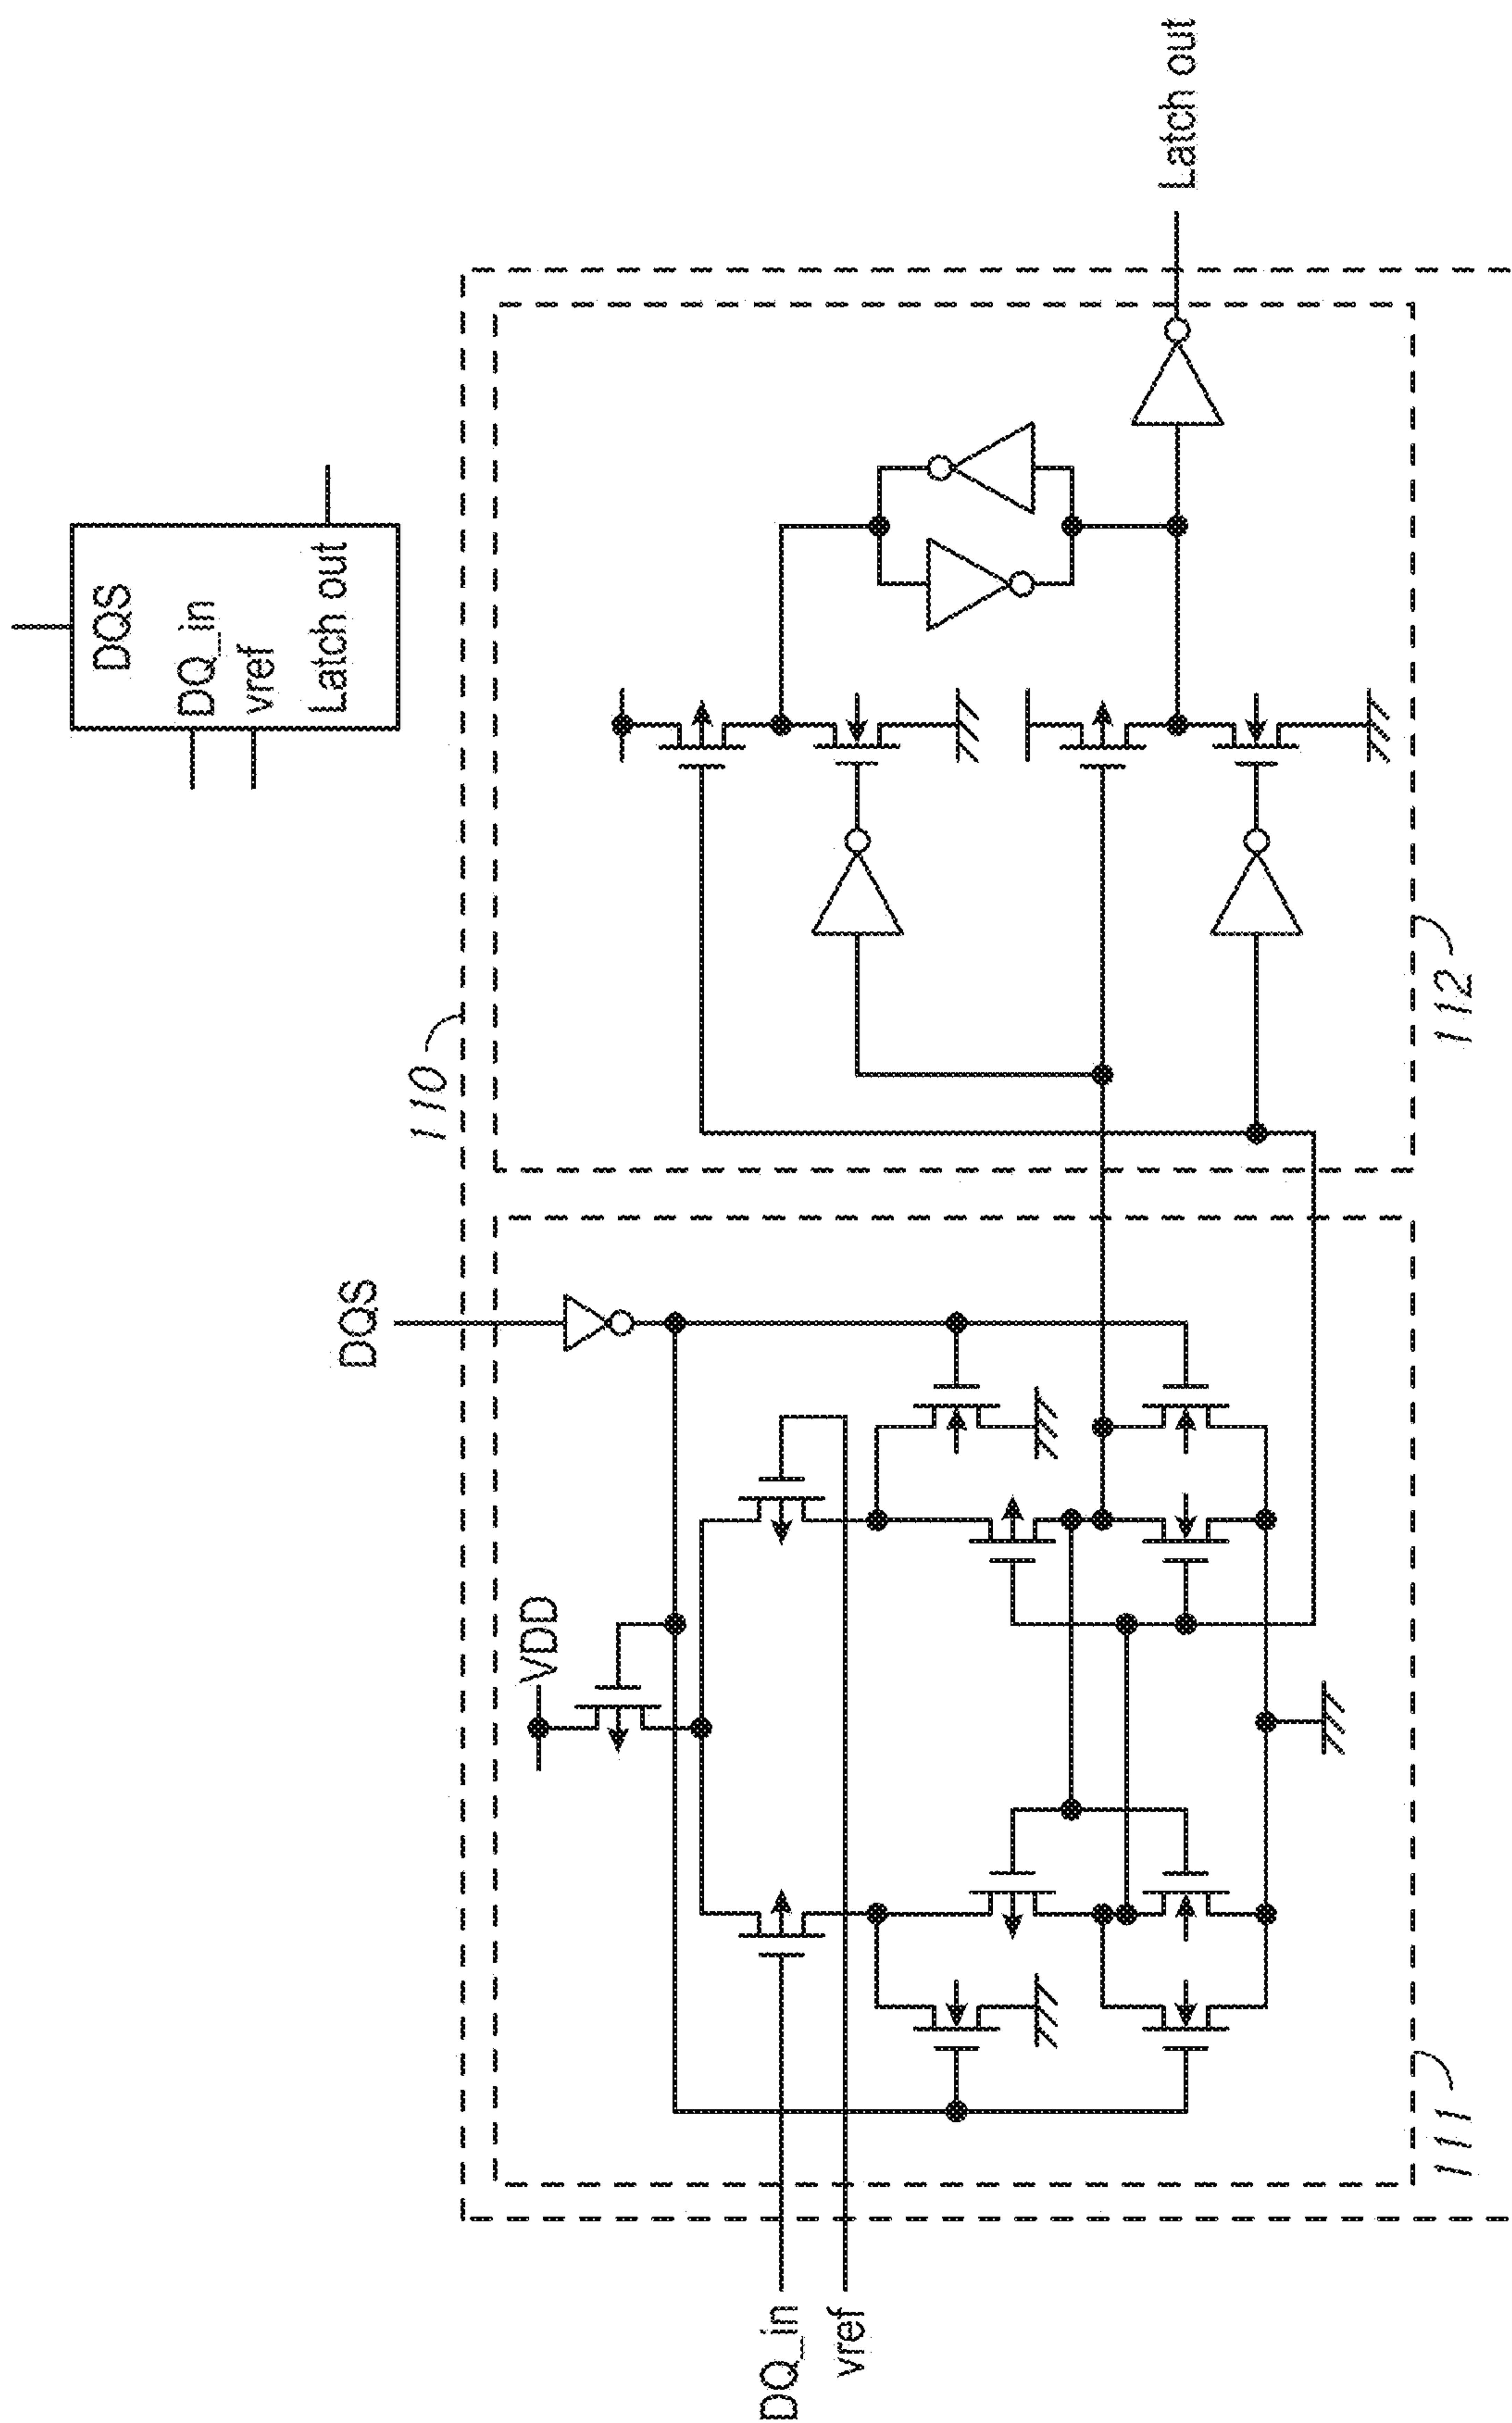 DQS
DQ_in
vref
Latch out
110
DQS
VDD
DQ_in
vref
Latch out
111
112